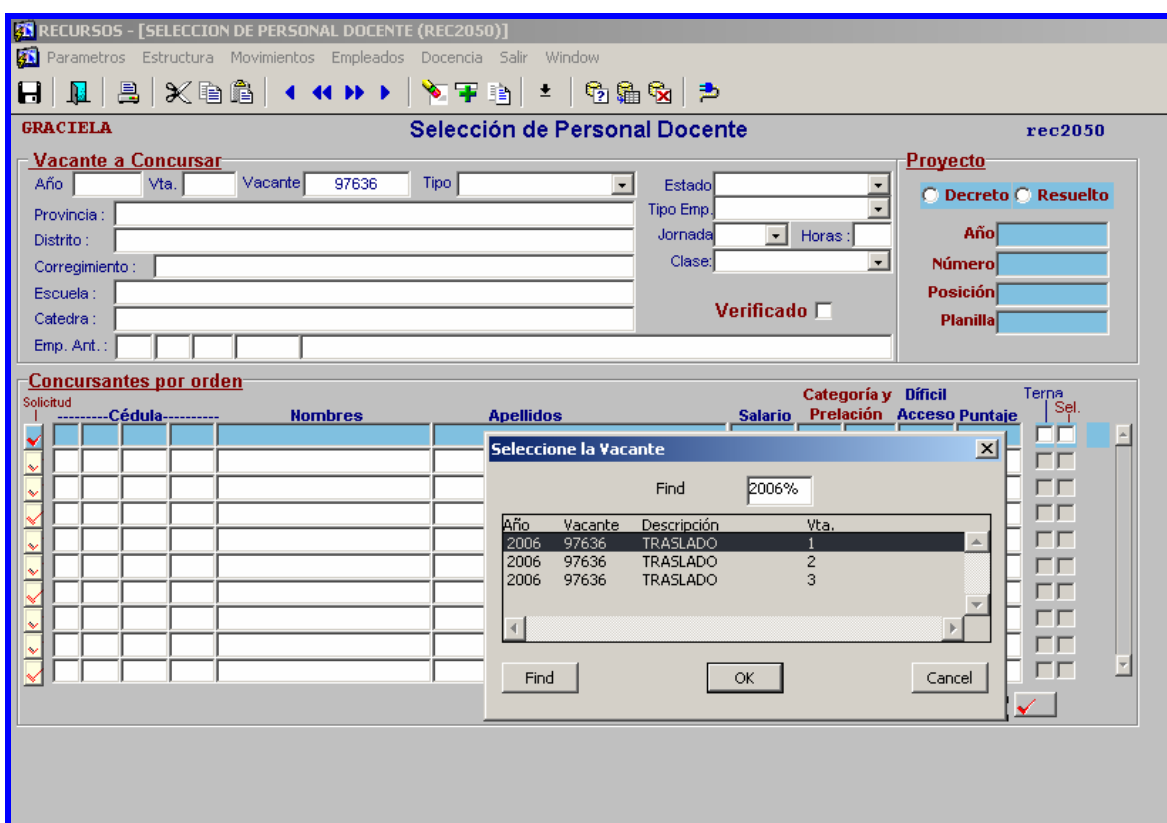 RECURSOS - [SELECCION DE PERSONAL DOCENTE (REC2050)]
Parametros Estructura Movimientos Empleados Docencia Salir Window
GRACIELA Selección de Personal Docente rec2050
Vacante a Concursar Proyecto
Año Vta. Vacante 97636 Tipo Estado
Decreto Resuelto
Provincia : Tipo Emp.
Distrito : Jornada Horas : Año
Corregimiento : Clase: Número
Escuela : Posición
Catedra : Verificado Planilla
Emp. Ant. :
Concursantes por orden
Solicitud Categoría y Díficil Terna
---------Cédula---------- Nombres Apellidos Salario Prelación Acceso Puntaje Sel.
Seleccione la Vacante
Find 2006%
Año Vacante Descripción Vta.
2006 97636 TRASLADO 1
2006 97636 TRASLADO 2
2006 97636 TRASLADO 3
Find OK Cancel